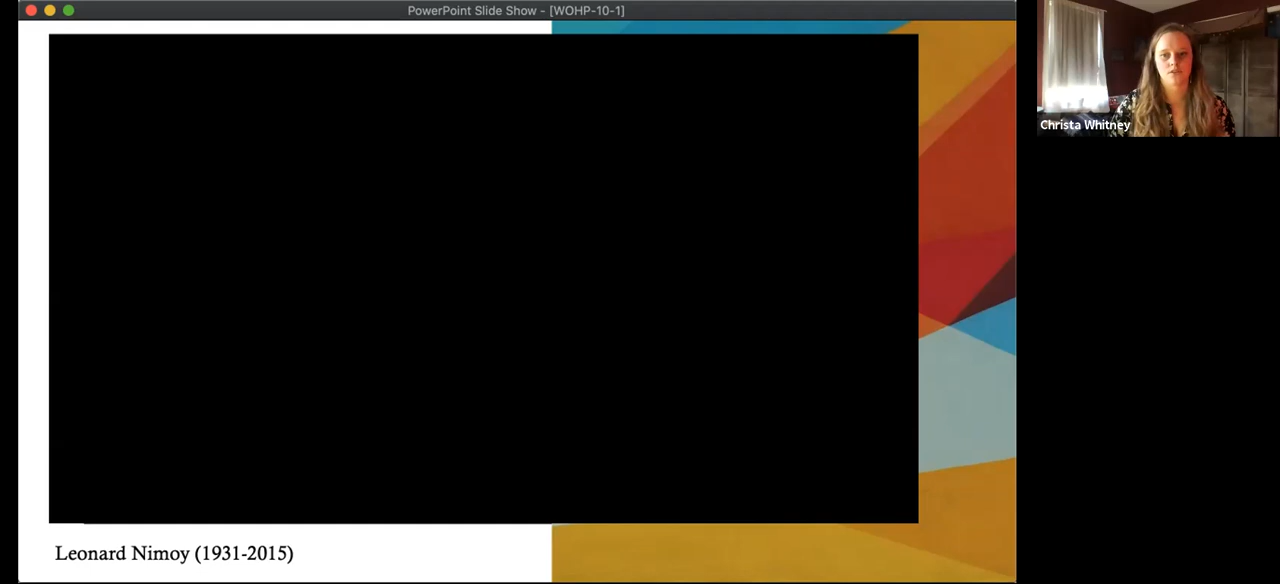 PowerPoint Slide Show - [WOHP-10-1]
Christa Whitney
Leonard Nimoy (1931-2015)